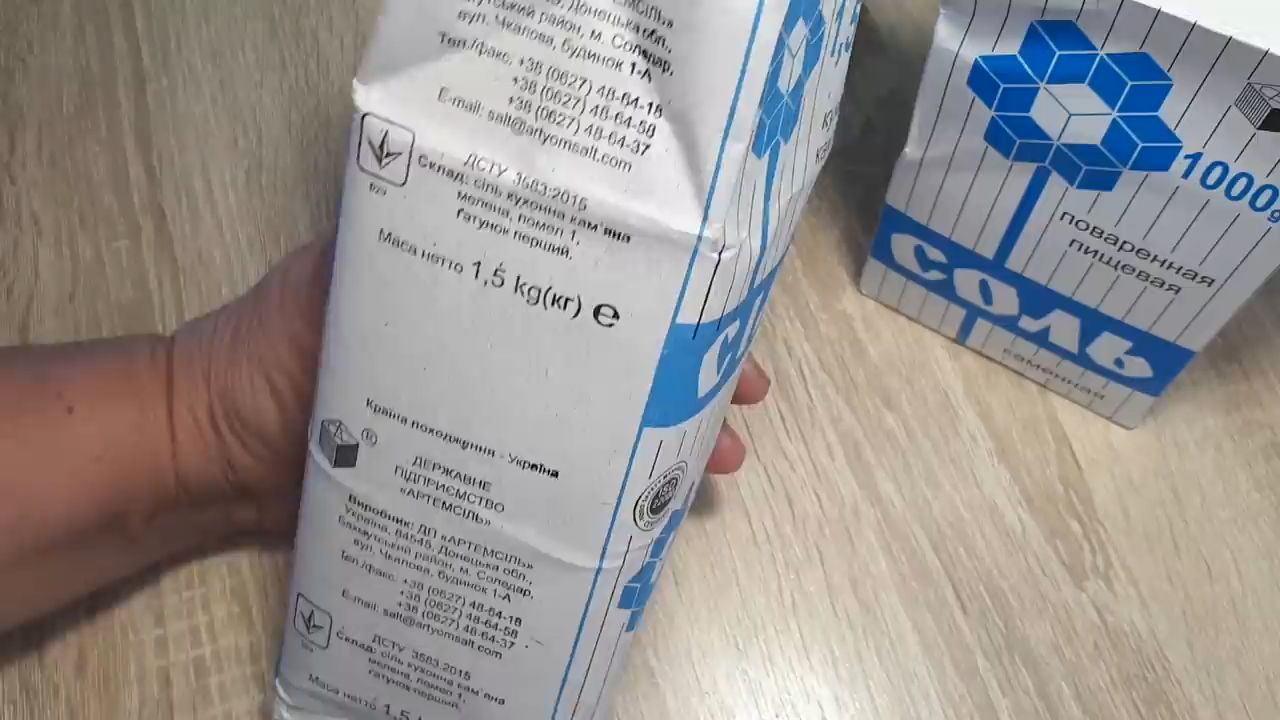 Донецька обл.,
м. Соледар,
вул. Чкалова, будинок 1-А
Тел./факс: +38 (0627) 48-64-18
+38 (0627) 48-64-58
+38 (0627) 48-64-37
E-mail: salt@artyomsalt.com
ДСТУ 3583:2015
Склад: сіль кухонна кам'яна
мелена, помел 1,
ґатунок перший.
Маса нетто 1,5 kg(кг) ℮
Країна походження - Україна
ДЕРЖАВНЕ
ПІДПРИЄМСТВО
«АРТЕМСІЛЬ»
Виробник: ДП «АРТЕМСІЛЬ»
Україна, 84545, Донецька обл.,
Бахмутський район, м. Соледар,
вул. Чкалова, будинок 1-А
Тел./факс: +38 (0627) 48-64-18
+38 (0627) 48-64-58
+38 (0627) 48-64-37
E-mail: salt@artyomsalt.com
ДСТУ 3583:2015
Склад: сіль кухонна кам'яна
мелена, помел 1,
ґатунок перший.
Маса нетто 1,5
1000g
поваренная
пищевая
соль
каменная